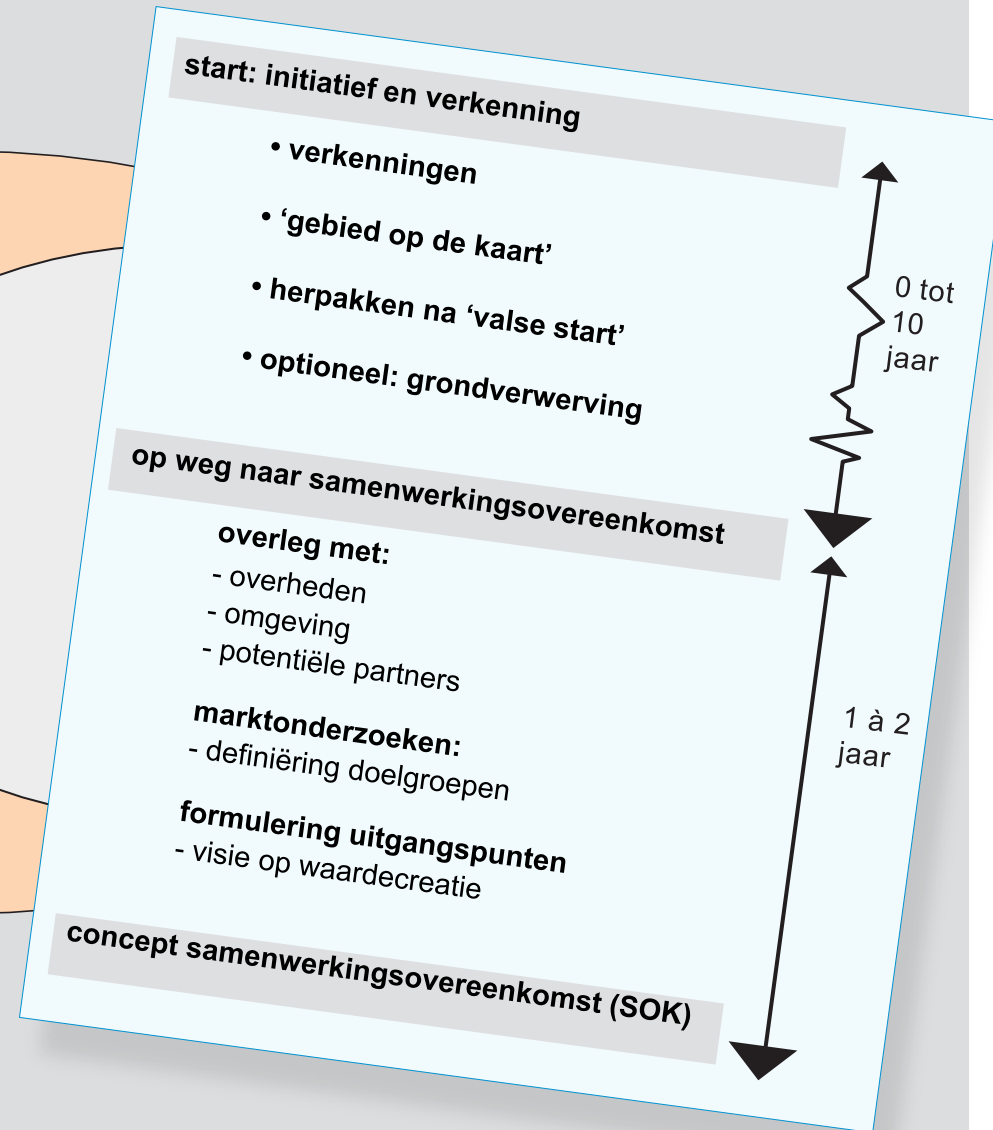 start: initiatief en verkenning
• verkenningen
• ‘gebied op de kaart’
• herpakken na ‘valse start’
• optioneel: grondverwerving
0 tot
10
jaar
op weg naar samenwerkingsovereenkomst
overleg met:
- overheden
- omgeving
- potentiële partners
marktonderzoeken:
- definiëring doelgroepen
formulering uitgangspunten
- visie op waardecreatie
1 à 2
jaar
concept samenwerkingsovereenkomst (SOK)